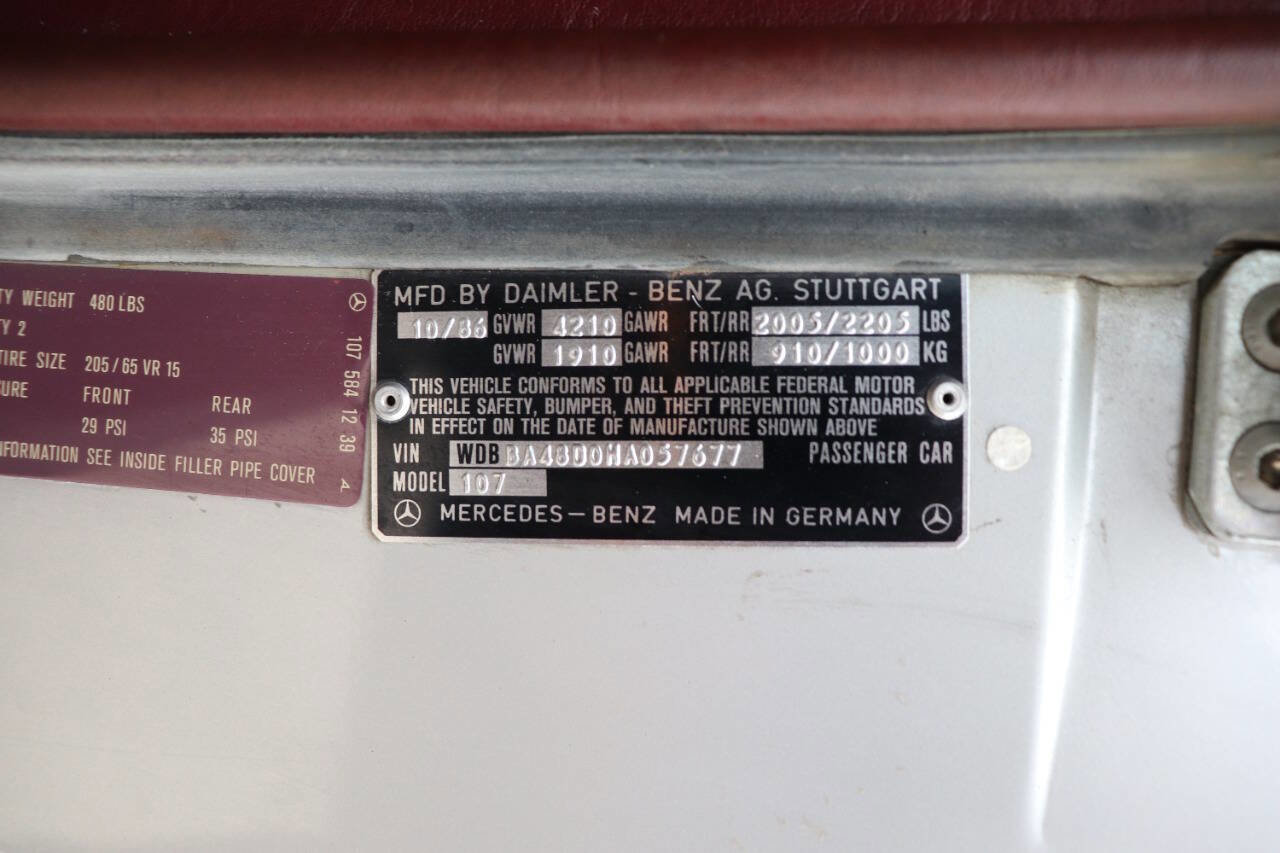 TY WEIGHT 480 LBS
TY 2
TIRE SIZE 205/65 VR 15
SURE FRONT REAR
29 PSI 35 PSI
INFORMATION SEE INSIDE FILLER PIPE COVER
107 584 12 39
MFD BY DAIMLER - BENZ AG. STUTTGART
10/86 GVWR 4210 GAWR FRT/RR 2005/2205 LBS
GVWR 1910 GAWR FRT/RR 910/1000 KG
THIS VEHICLE CONFORMS TO ALL APPLICABLE FEDERAL MOTOR
VEHICLE SAFETY, BUMPER, AND THEFT PREVENTION STANDARDS
IN EFFECT ON THE DATE OF MANUFACTURE SHOWN ABOVE
VIN WDB BA48D0HA057677 PASSENGER CAR
MODEL 107
MERCEDES-BENZ MADE IN GERMANY